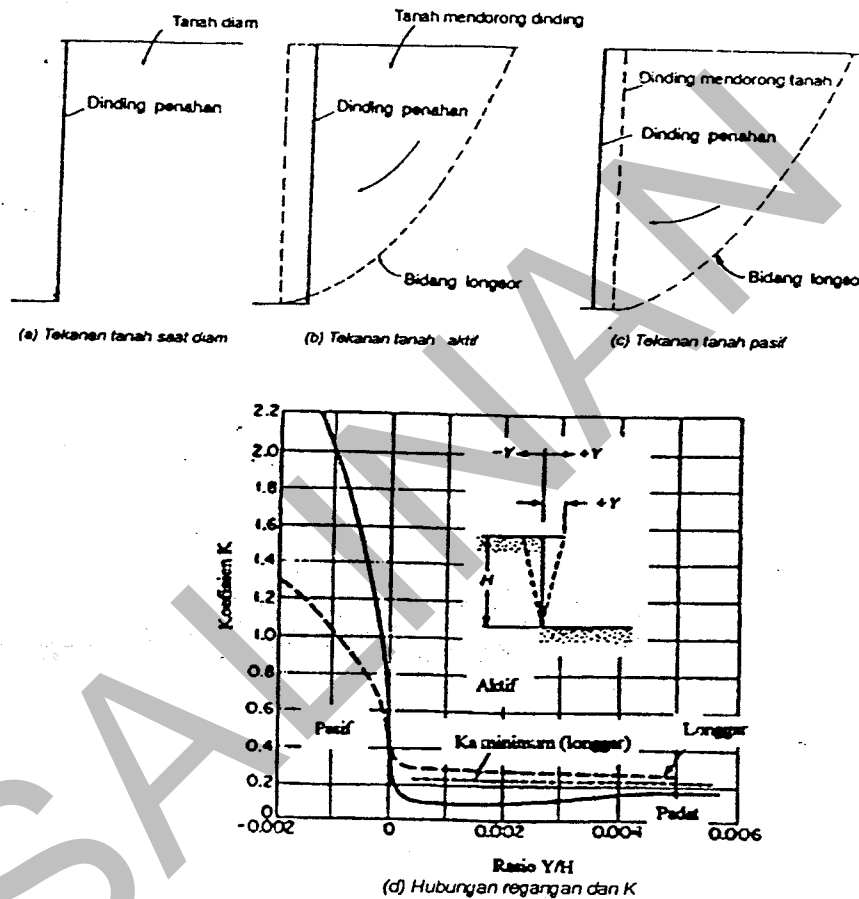 Tanah diam
Dinding penahan
(a) Tekanan tanah saat diam
Tanah mendorong dinding
Dinding penahan
Bidang longsor
(b) Tekanan tanah aktif
Dinding mendorong tanah
Dinding penahan
Bidang longsor
(c) Tekanan tanah pasif
2.2
2.0
1.8
1.6
1.4
1.2
1.0
0.8
0.6
0.4
0.2
0
Koefisien K
-Y +Y
+Y
H
Aktif
Pasif
Ka minimum (longgar)
Longgar
Padat
-0.002 0 0.002 0.004 0.006
Rasio Y/H
(d) Hubungan regangan dan K
SALINAN